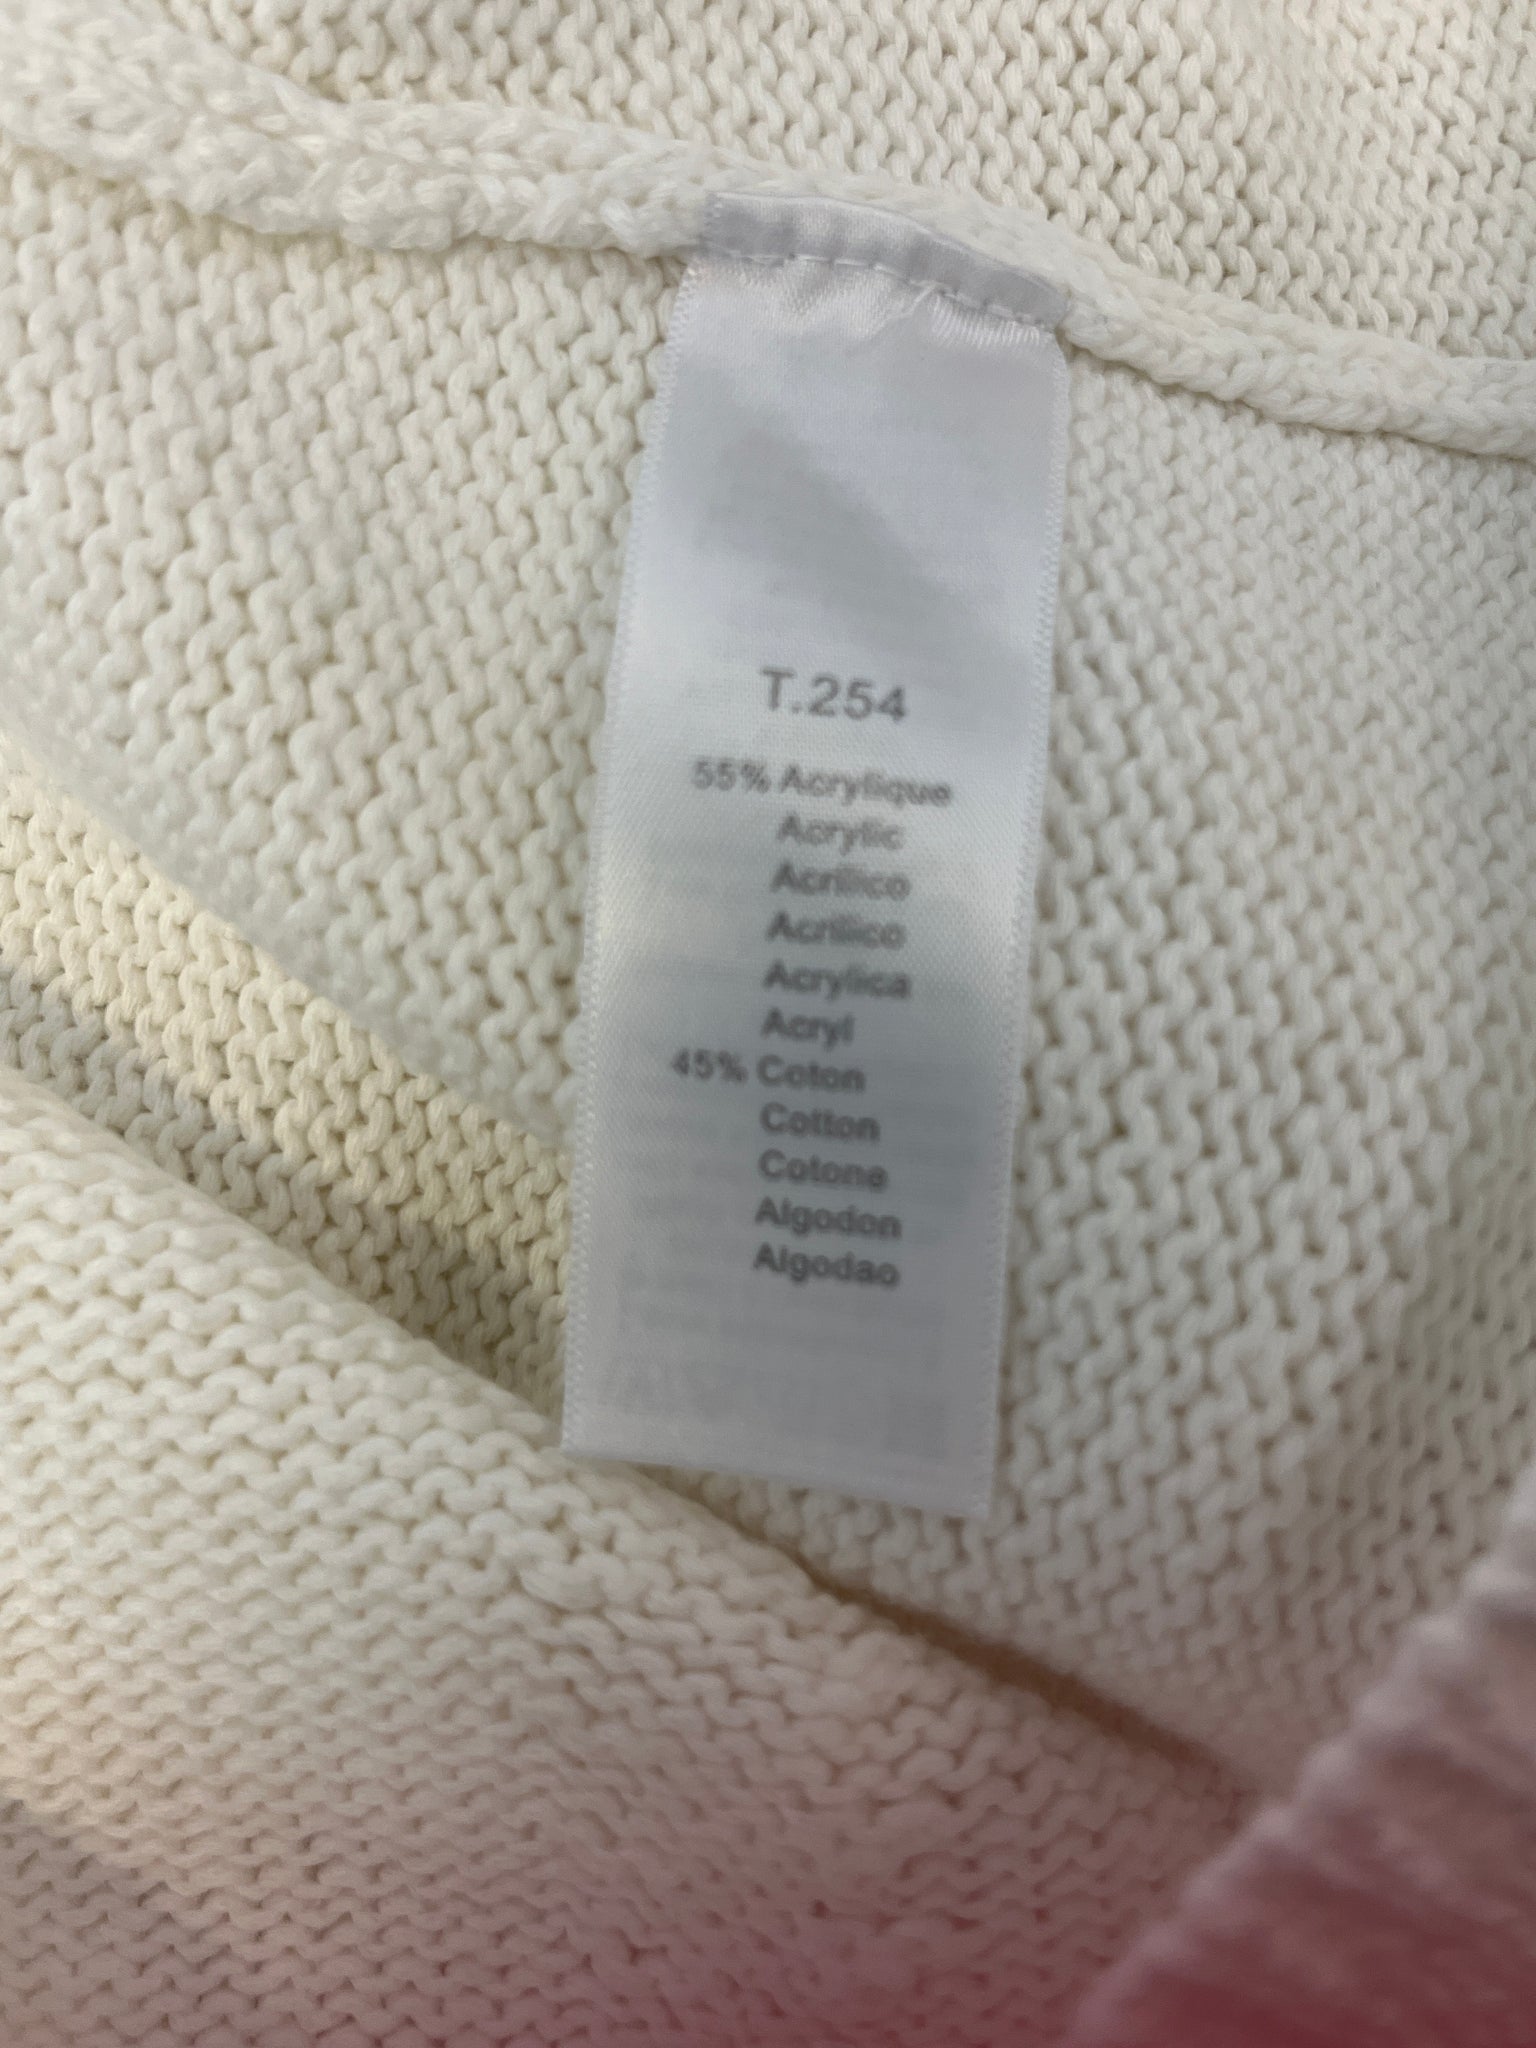 T.254
55% Acrylique
Acrylic
Acrilico
Acrilico
Acrylica
Acryl
45% Coton
Cotton
Cotone
Algodon
Algodao